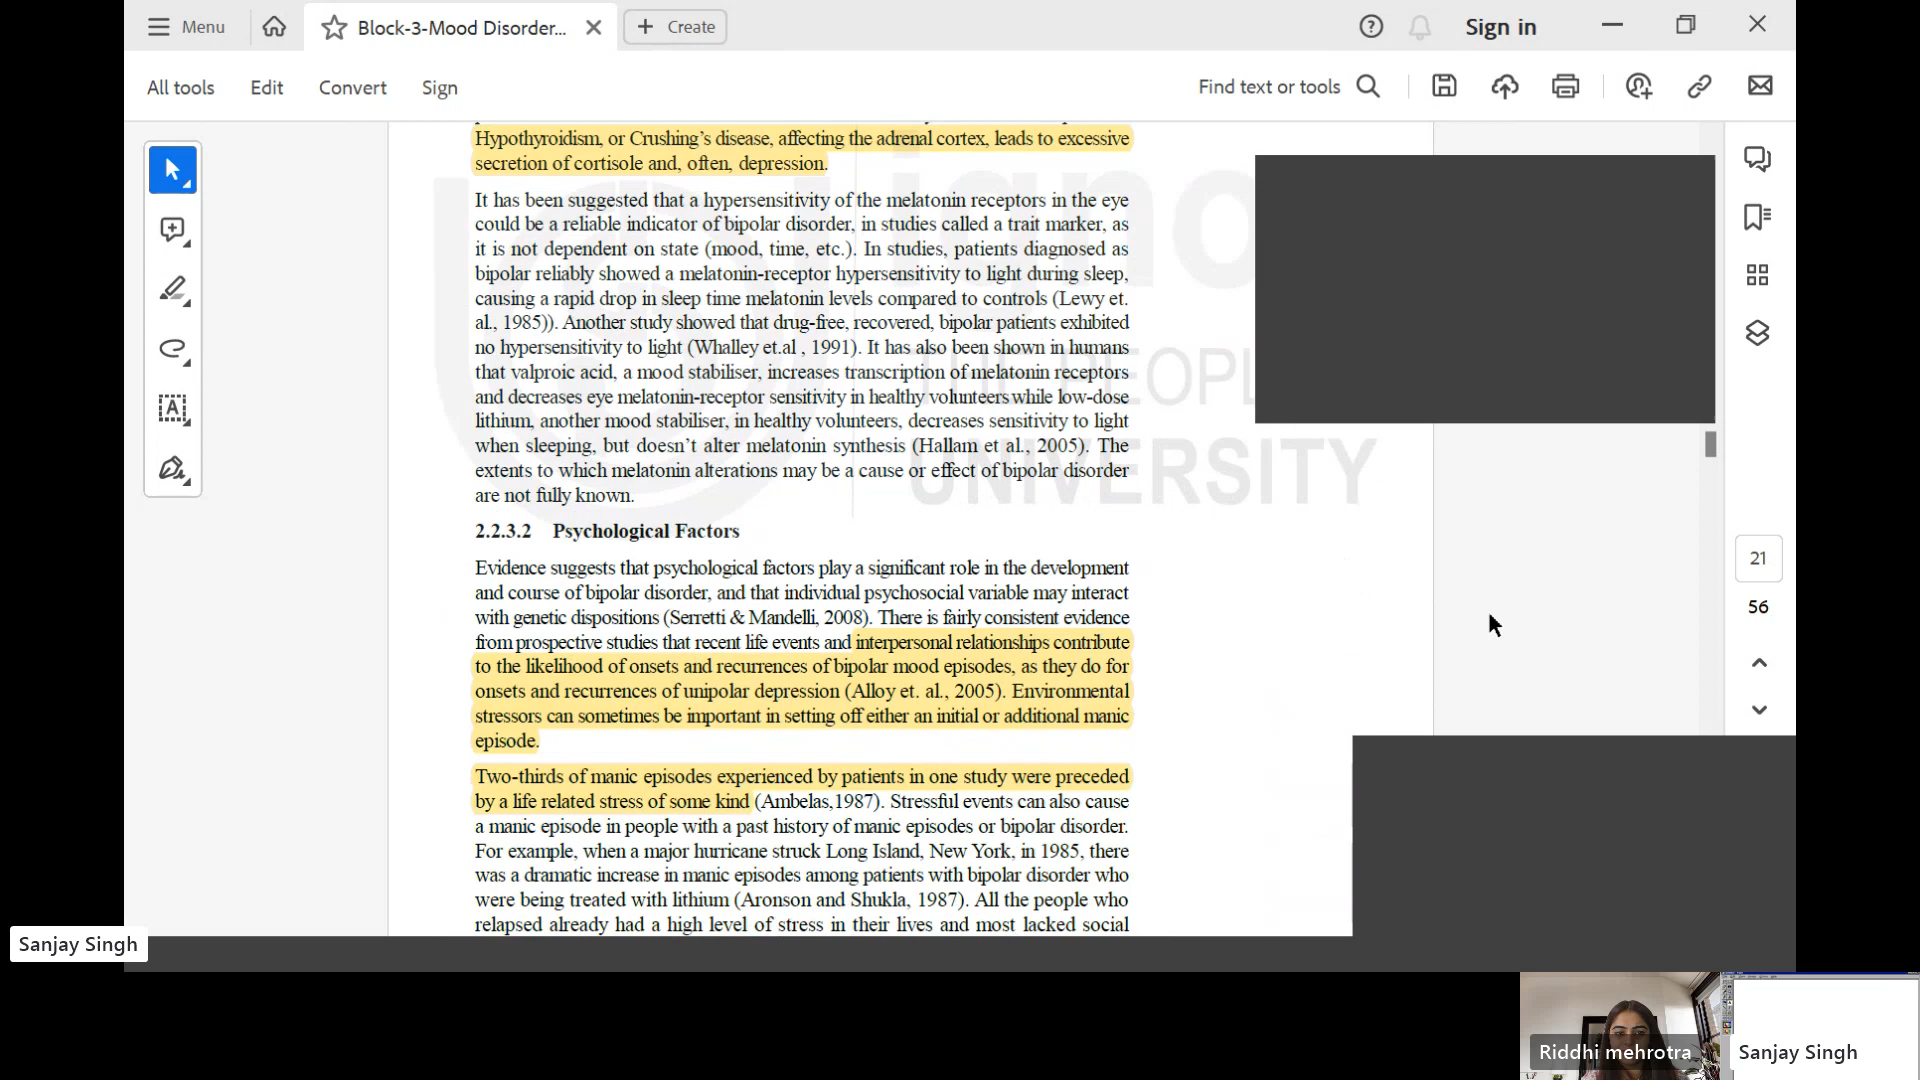 Menu
Block-3-Mood Disorder...
Create
Sign in
All tools
Edit
Convert
Sign
Find text or tools
Hypothyroidism, or Crushing's disease, affecting the adrenal cortex, leads to excessive
secretion of cortisole and, often, depression.
It has been suggested that a hypersensitivity of the melatonin receptors in the eye
could be a reliable indicator of bipolar disorder, in studies called a trait marker, as
it is not dependent on state (mood, time, etc.). In studies, patients diagnosed as
bipolar reliably showed a melatonin-receptor hypersensitivity to light during sleep,
causing a rapid drop in sleep time melatonin levels compared to controls (Lewy et.
al., 1985)). Another study showed that drug-free, recovered, bipolar patients exhibited
no hypersensitivity to light (Whalley et.al , 1991). It has also been shown in humans
that valproic acid, a mood stabiliser, increases transcription of melatonin receptors
and decreases eye melatonin-receptor sensitivity in healthy volunteers while low-dose
lithium, another mood stabiliser, in healthy volunteers, decreases sensitivity to light
when sleeping, but doesn't alter melatonin synthesis (Hallam et al., 2005). The
extents to which melatonin alterations may be a cause or effect of bipolar disorder
are not fully known.
2.2.3.2 Psychological Factors
Evidence suggests that psychological factors play a significant role in the development
and course of bipolar disorder, and that individual psychosocial variable may interact
with genetic dispositions (Serretti & Mandelli, 2008). There is fairly consistent evidence
from prospective studies that recent life events and interpersonal relationships contribute
to the likelihood of onsets and recurrences of bipolar mood episodes, as they do for
onsets and recurrences of unipolar depression (Alloy et. al., 2005). Environmental
stressors can sometimes be important in setting off either an initial or additional manic
episode.
Two-thirds of manic episodes experienced by patients in one study were preceded
by a life related stress of some kind (Ambelas,1987). Stressful events can also cause
a manic episode in people with a past history of manic episodes or bipolar disorder.
For example, when a major hurricane struck Long Island, New York, in 1985, there
was a dramatic increase in manic episodes among patients with bipolar disorder who
were being treated with lithium (Aronson and Shukla, 1987). All the people who
relapsed already had a high level of stress in their lives and most lacked social
igno
THE PEOPL
UNIVERSITY
21
56
Sanjay Singh
Riddhi mehrotra
Sanjay Singh